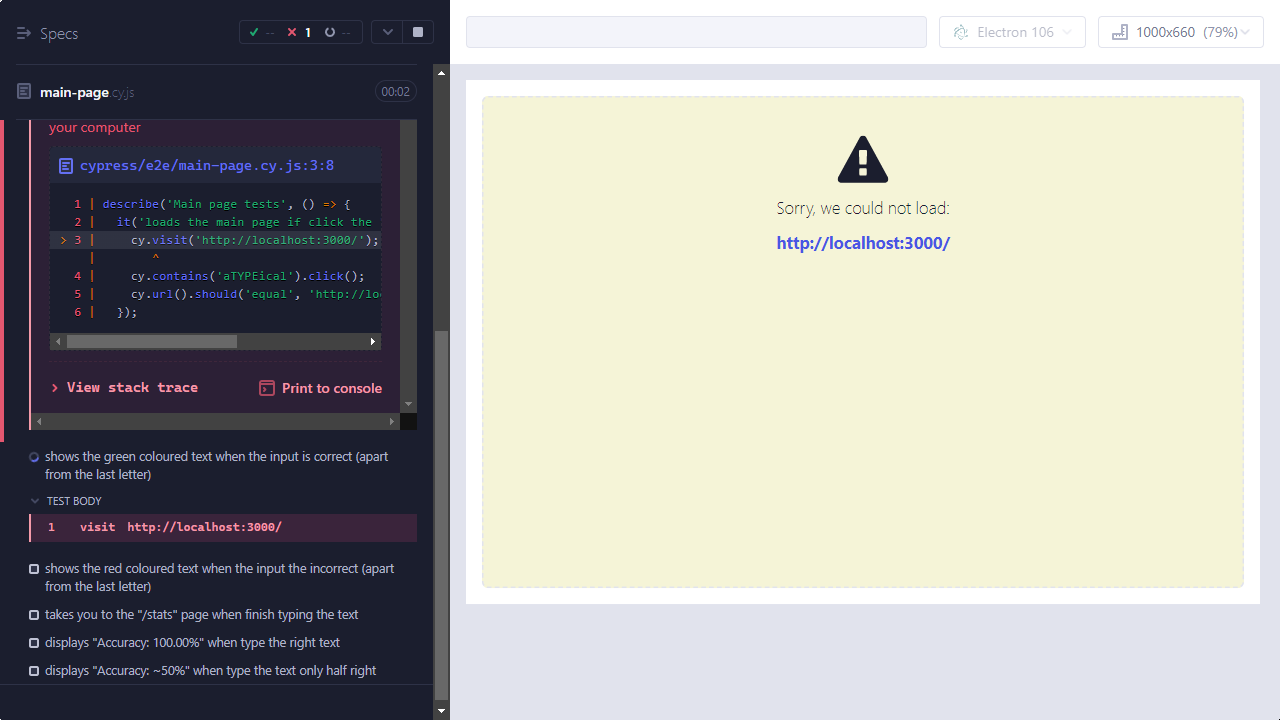 Specs
-- 1 --
Electron 106
1000x660 (79%)
main-page.cy.js
00:02
your computer
cypress/e2e/main-page.cy.js:3:8
1 | describe('Main page tests', () => {
2 | it('loads the main page if click the
> 3 | cy.visit('http://localhost:3000/');
| ^
4 | cy.contains('aTYPEical').click();
5 | cy.url().should('equal', 'http://lo
6 | });
> View stack trace
Print to console
shows the green coloured text when the input is correct (apart
from the last letter)
TEST BODY
1 visit http://localhost:3000/
shows the red coloured text when the input the incorrect (apart
from the last letter)
takes you to the "/stats" page when finish typing the text
displays "Accuracy: 100.00%" when type the right text
displays "Accuracy: ~50%" when type the text only half right
Sorry, we could not load:
http://localhost:3000/